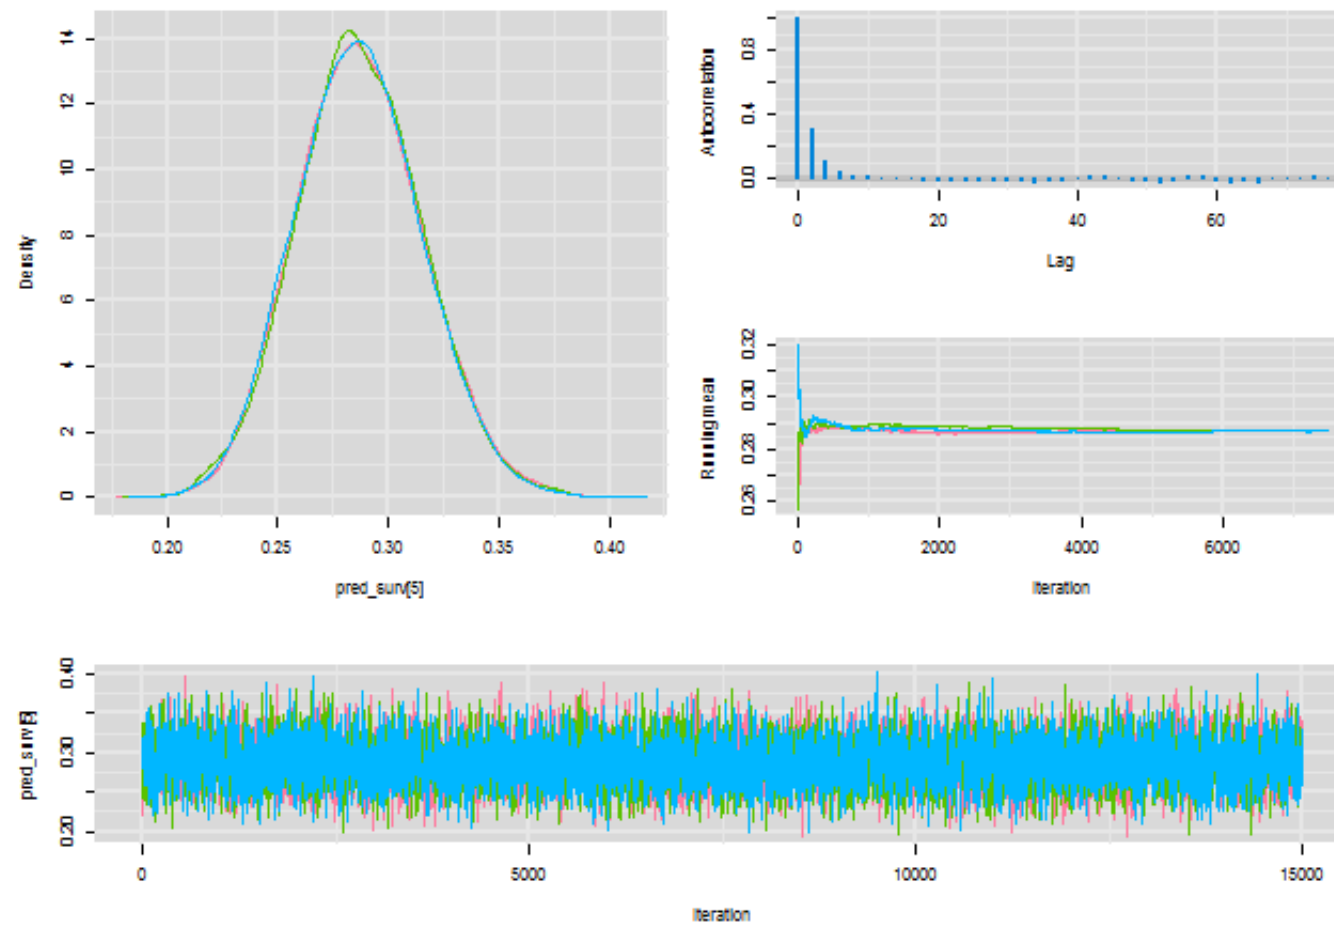 Density
14
12
10
8
6
4
2
0
0.20 0.25 0.30 0.35 0.40
pred_surv[5]
Autocorrelation
0.8
0.4
0.0
0 20 40 60
Lag
Running mean
0.32
0.30
0.28
0.26
0 2000 4000 6000
Iteration
pred_surv[5]
0.40
0.30
0.20
0 5000 10000 15000
Iteration